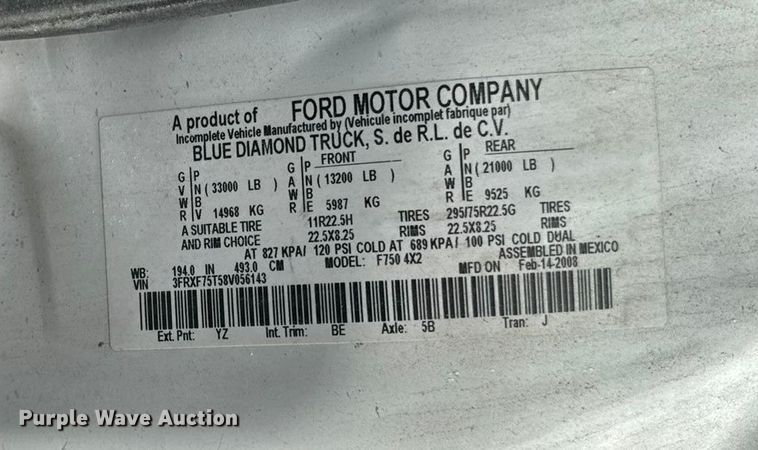 A product of FORD MOTOR COMPANY
Incomplete Vehicle Manufactured by (Vehicule incomplet fabrique par)
BLUE DIAMOND TRUCK, S. de R.L. de C.V.
FRONT REAR
G P G P G P
V N ( 33000 LB ) A N ( 13200 LB ) A N ( 21000 LB )
W B W B W B
R V 14968 KG R E 5987 KG R E 9525 KG
A SUITABLE TIRE 11R22.5H TIRES 295/75R22.5G TIRES
AND RIM CHOICE 22.5X8.25 RIMS 22.5X8.25 RIMS
AT 827 KPA/ 120 PSI COLD AT 689 KPA/ 100 PSI COLD DUAL
WB: 194.0 IN 493.0 CM MODEL: F750 4X2 ASSEMBLED IN MEXICO
VIN 3FRXF75T58V056143 MFD ON Feb-14-2008
Ext. Pnt: YZ Int. Trim: BE Axle: 5B Tran: J
Purple Wave Auction